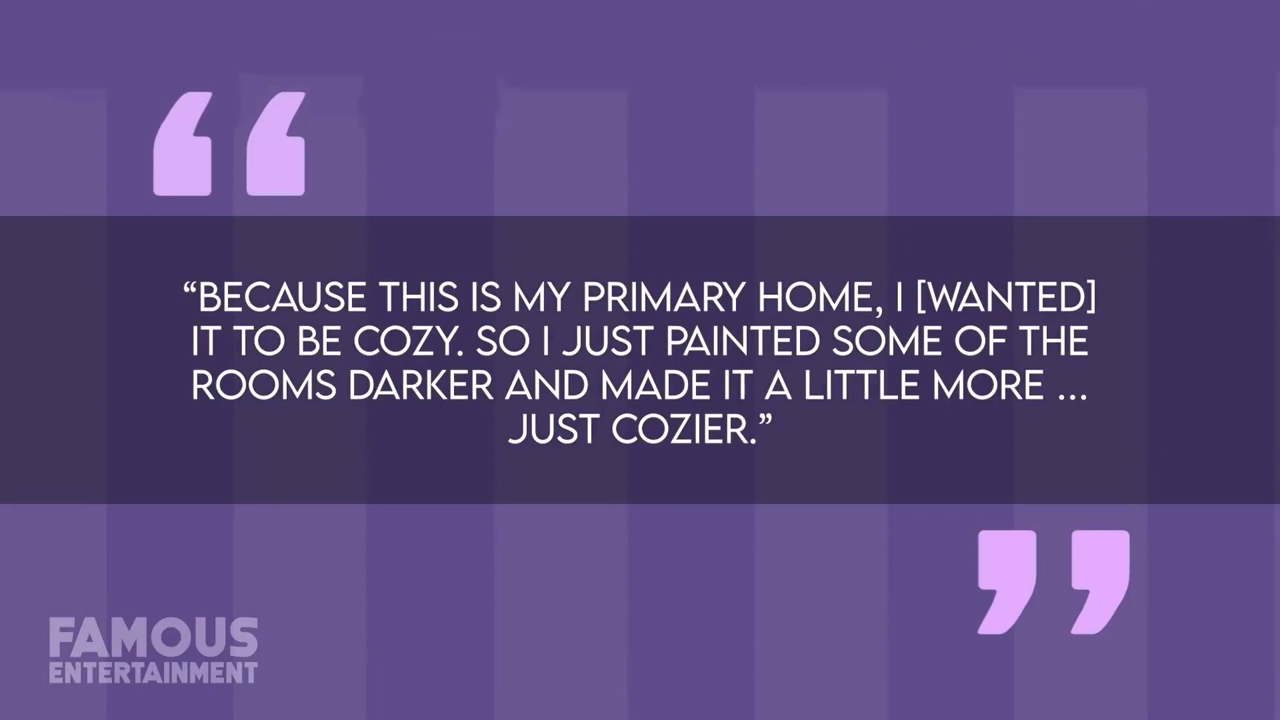 “BECAUSE THIS IS MY PRIMARY HOME, I [WANTED]
IT TO BE COZY. SO I JUST PAINTED SOME OF THE
ROOMS DARKER AND MADE IT A LITTLE MORE ...
JUST COZIER.”
FAMOUS
ENTERTAINMENT